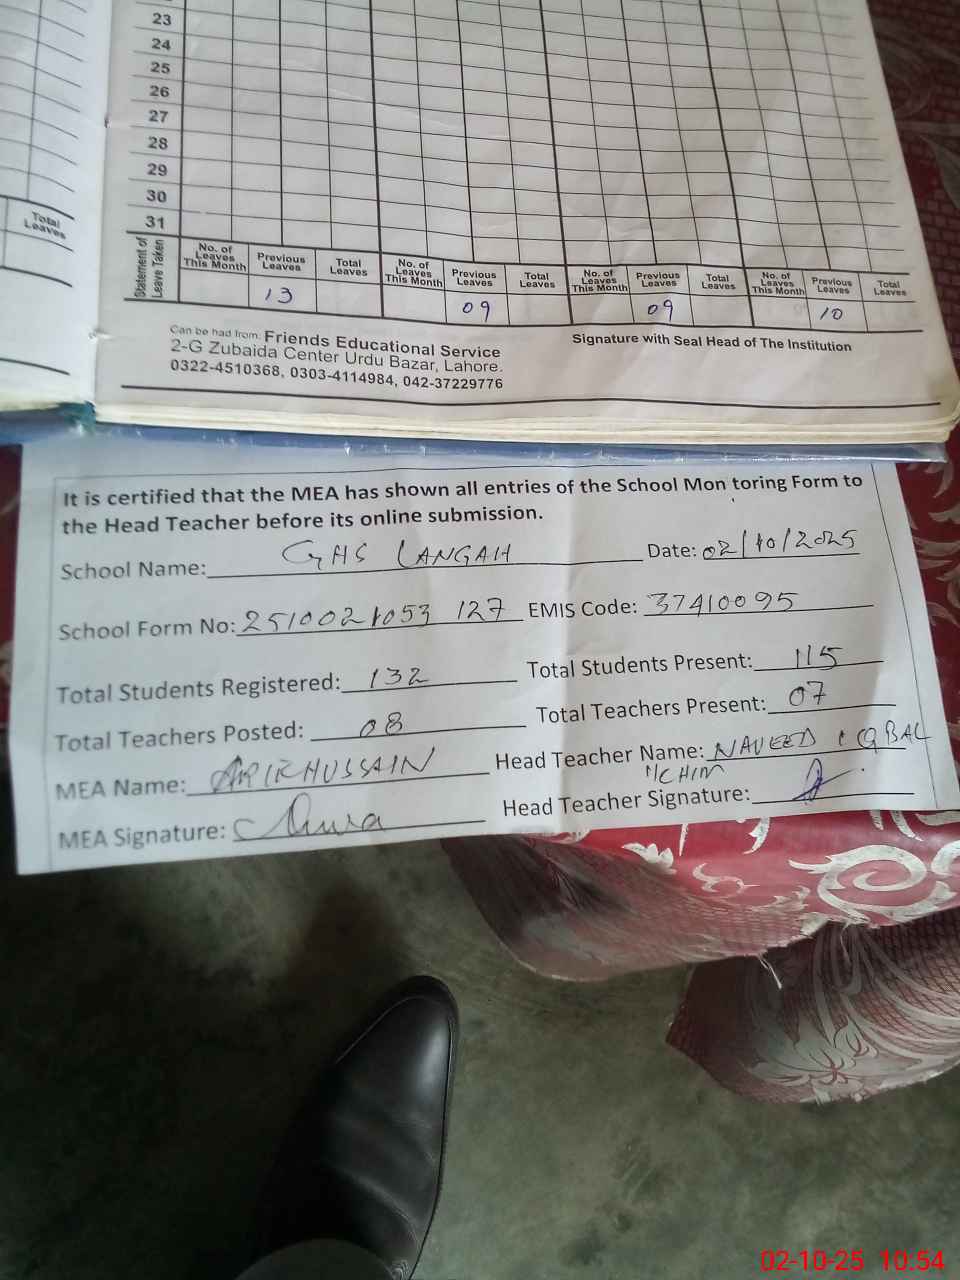 23
24
25
26
27
28
29
30
31
Total Leaves
Statement of Leave Taken
No. of Leaves This Month Previous Leaves Total Leaves No. of Leaves This Month Previous Leaves Total Leaves No. of Leaves This Month Previous Leaves Total Leaves No. of Leaves This Month Previous Leaves Total Leaves
13 09 09 10
Can be had from: Friends Educational Service
2-G Zubaida Center Urdu Bazar, Lahore.
0322-4510368, 0303-4114984, 042-37229776
Signature with Seal Head of The Institution
It is certified that the MEA has shown all entries of the School Mon toring Form to
the Head Teacher before its online submission.
School Name: GHS LANGAH Date: 02/10/2025
School Form No: 2510021053 127 EMIS Code: 37410095
Total Students Registered: 132 Total Students Present: 115
Total Teachers Posted: 08 Total Teachers Present: 07
MEA Name: HUSSAIN Head Teacher Name: NAVEED IQBAL
MEA Signature: Head Teacher Signature:
02-10-25 10:54